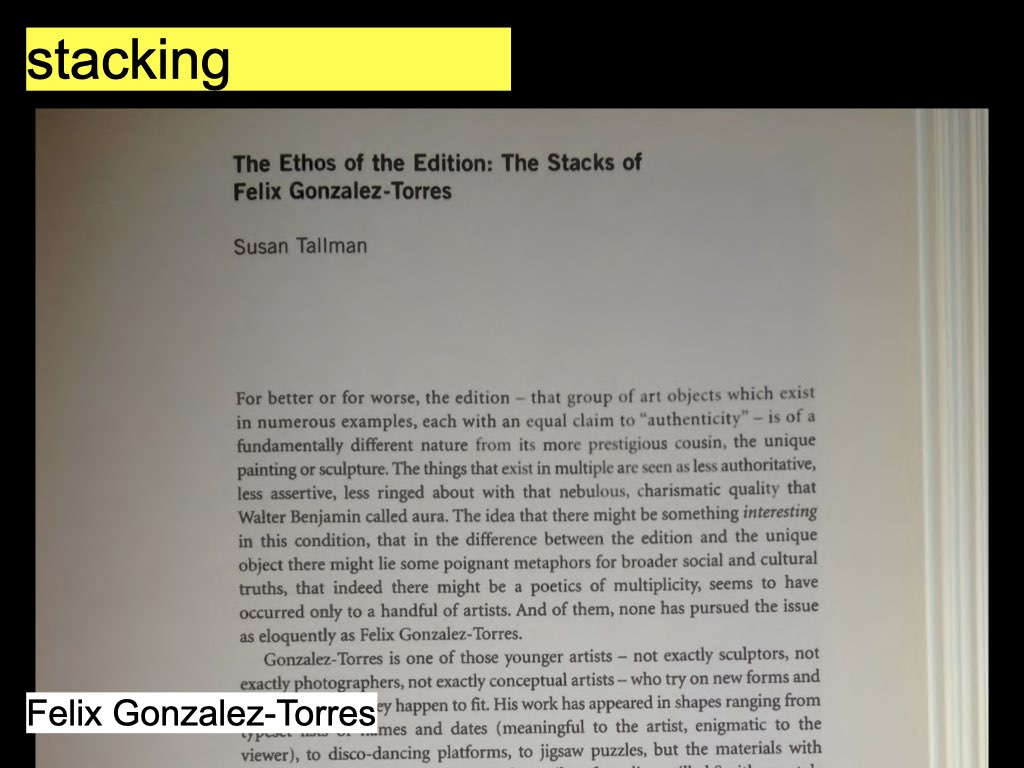 stacking
The Ethos of the Edition: The Stacks of
Felix Gonzalez-Torres
Susan Tallman
For better or for worse, the edition – that group of art objects which exist
in numerous examples, each with an equal claim to “authenticity” – is of a
fundamentally different nature from its more prestigious cousin, the unique
painting or sculpture. The things that exist in multiple are seen as less authoritative,
less assertive, less ringed about with that nebulous, charismatic quality that
Walter Benjamin called aura. The idea that there might be something interesting
in this condition, that in the difference between the edition and the unique
object there might lie some poignant metaphors for broader social and cultural
truths, that indeed there might be a poetics of multiplicity, seems to have
occurred only to a handful of artists. And of them, none has pursued the issue
as eloquently as Felix Gonzalez-Torres.
Gonzalez-Torres is one of those younger artists – not exactly sculptors, not
exactly photographers, not exactly conceptual artists – who try on new forms and
happen to fit. His work has appeared in shapes ranging from
and dates (meaningful to the artist, enigmatic to the
viewer), to disco-dancing platforms, to jigsaw puzzles, but the materials with
Felix Gonzalez-Torres